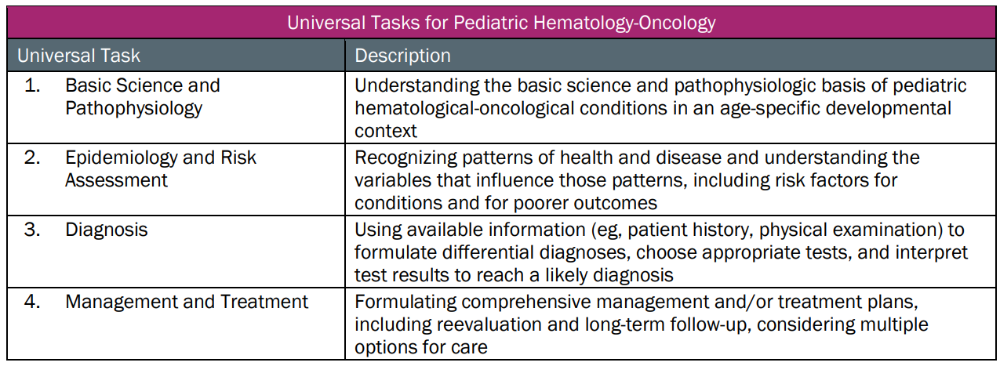 Universal Tasks for Pediatric Hematology-Oncology
Universal Task Description
1. Basic Science and Pathophysiology
Understanding the basic science and pathophysiologic basis of pediatric
hematological-oncological conditions in an age-specific developmental
context
2. Epidemiology and Risk Assessment
Recognizing patterns of health and disease and understanding the
variables that influence those patterns, including risk factors for
conditions and for poorer outcomes
3. Diagnosis
Using available information (eg, patient history, physical examination) to
formulate differential diagnoses, choose appropriate tests, and interpret
test results to reach a likely diagnosis
4. Management and Treatment
Formulating comprehensive management and/or treatment plans,
including reevaluation and long-term follow-up, considering multiple
options for care